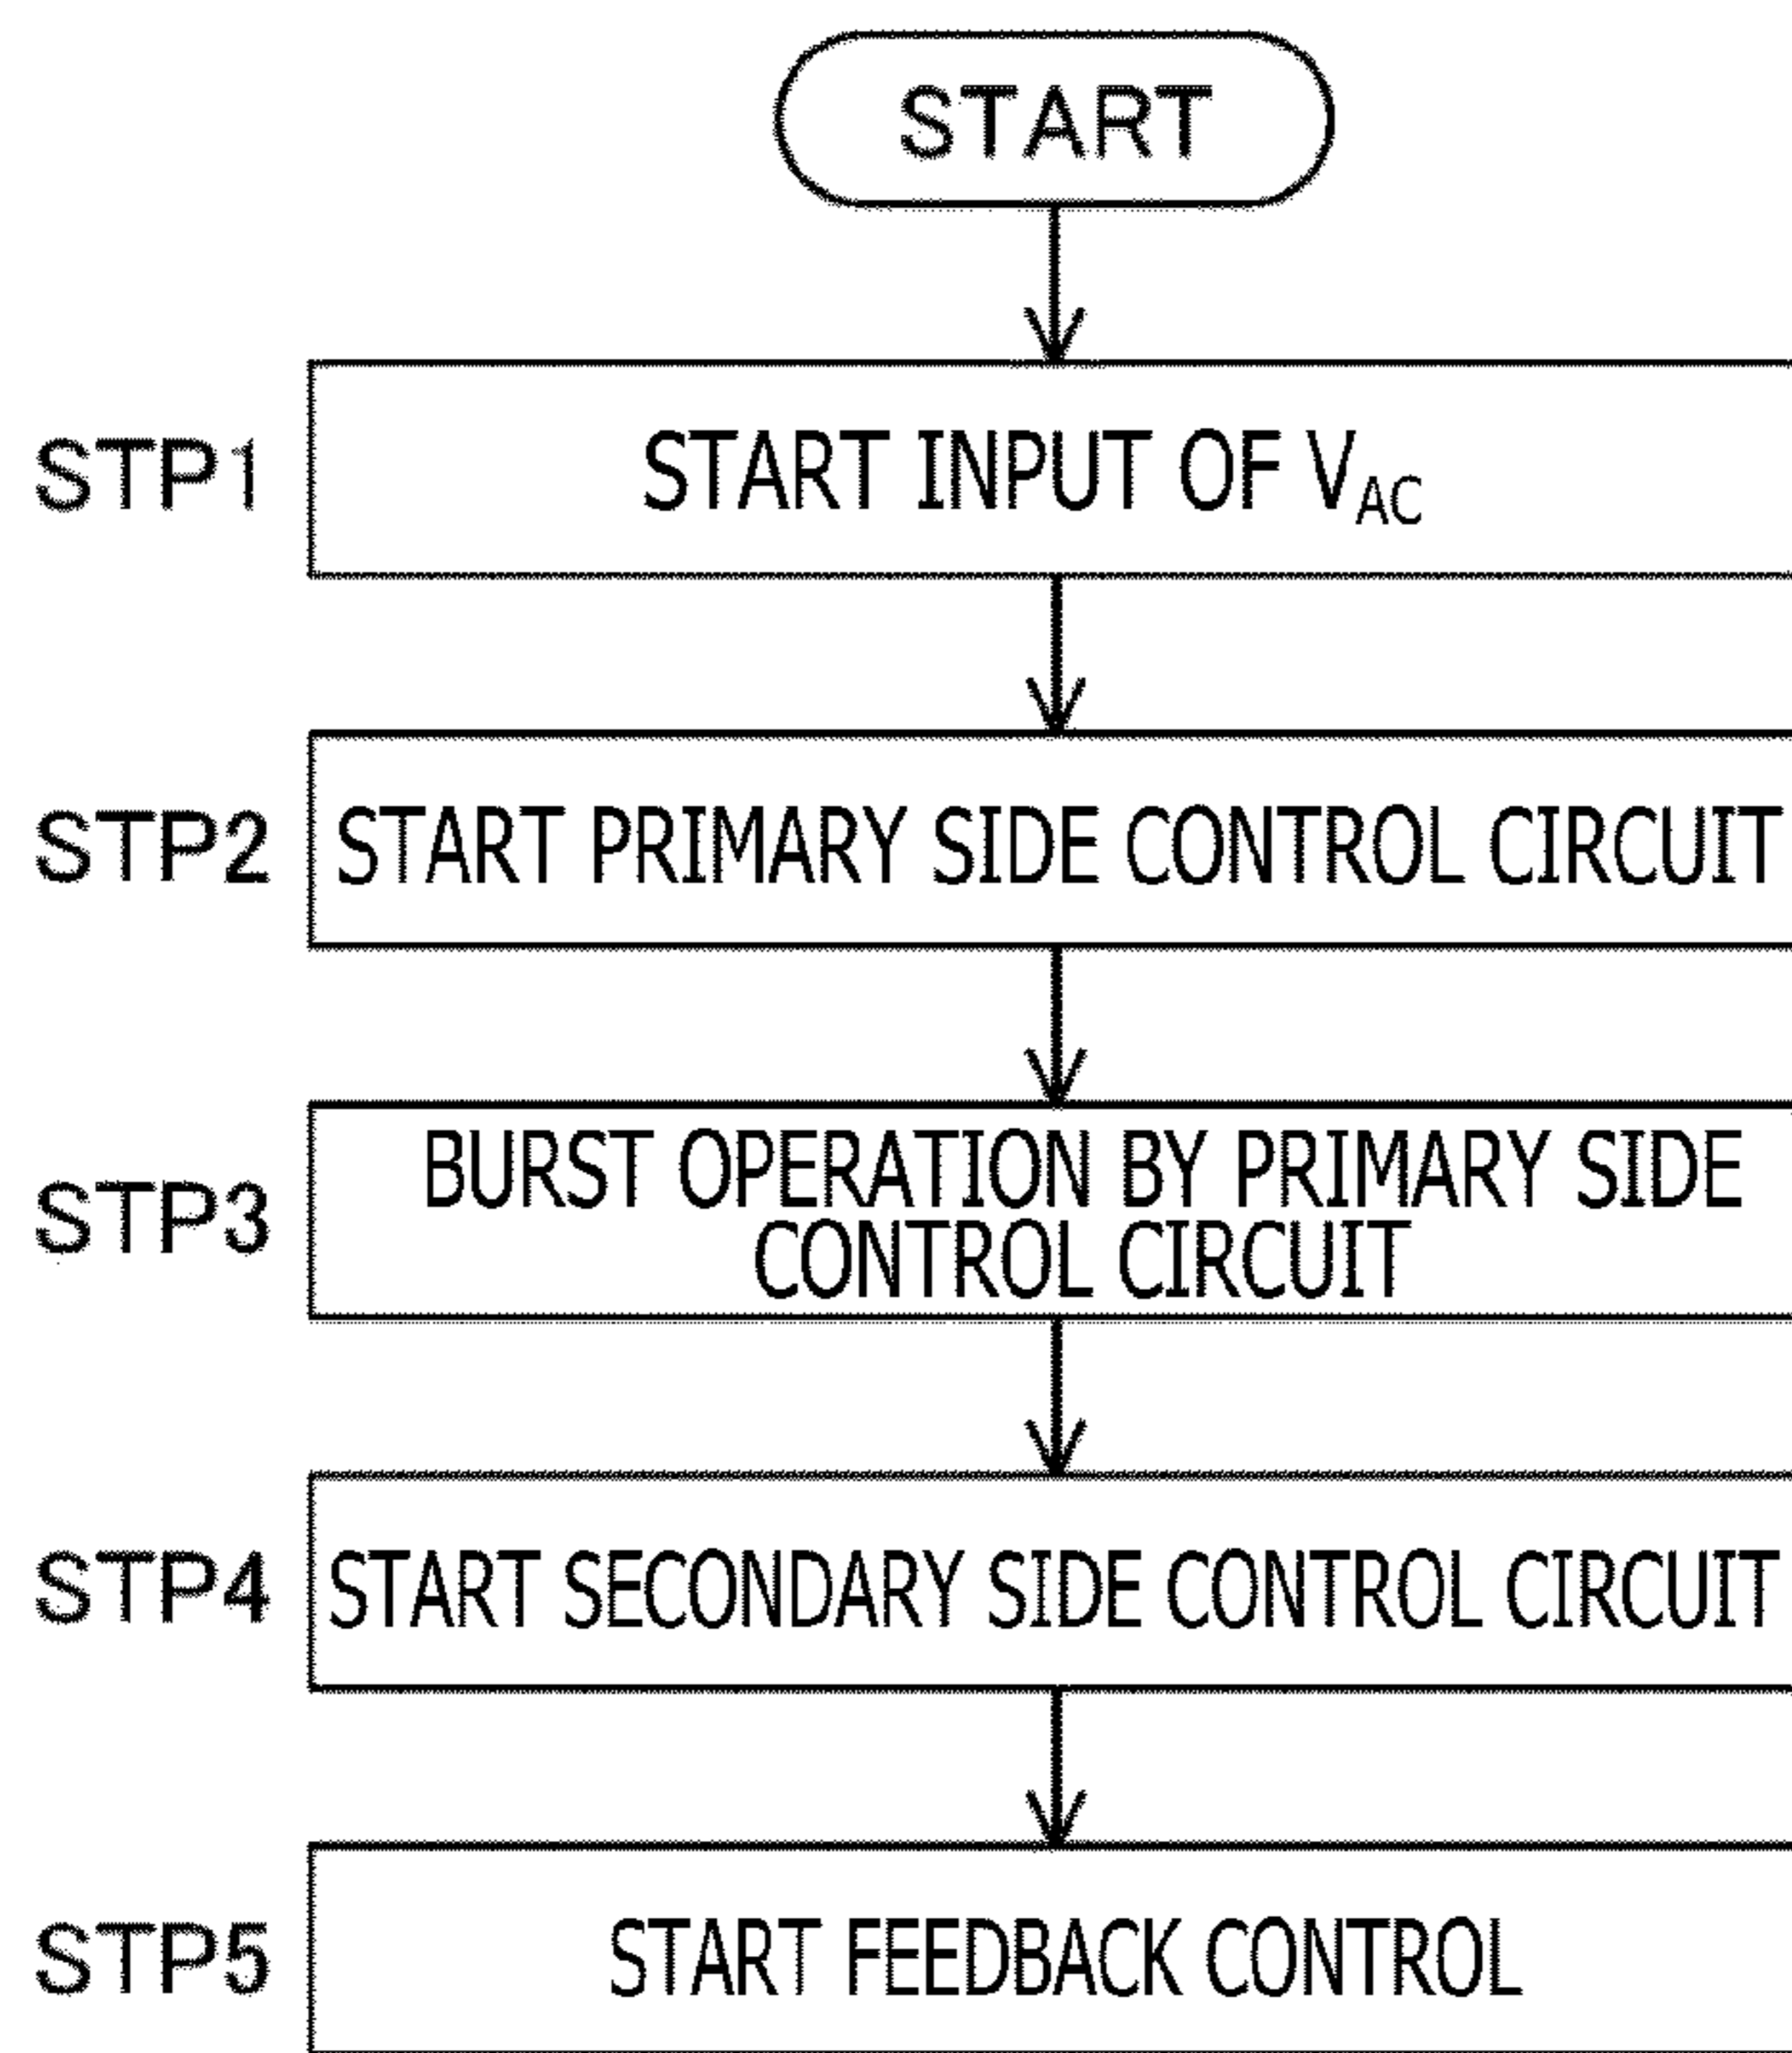 START
STP1
START INPUT OF VAC
STP2
START PRIMARY SIDE CONTROL CIRCUIT
STP3
BURST OPERATION BY PRIMARY SIDE
CONTROL CIRCUIT
STP4
START SECONDARY SIDE CONTROL CIRCUIT
STP5
START FEEDBACK CONTROL